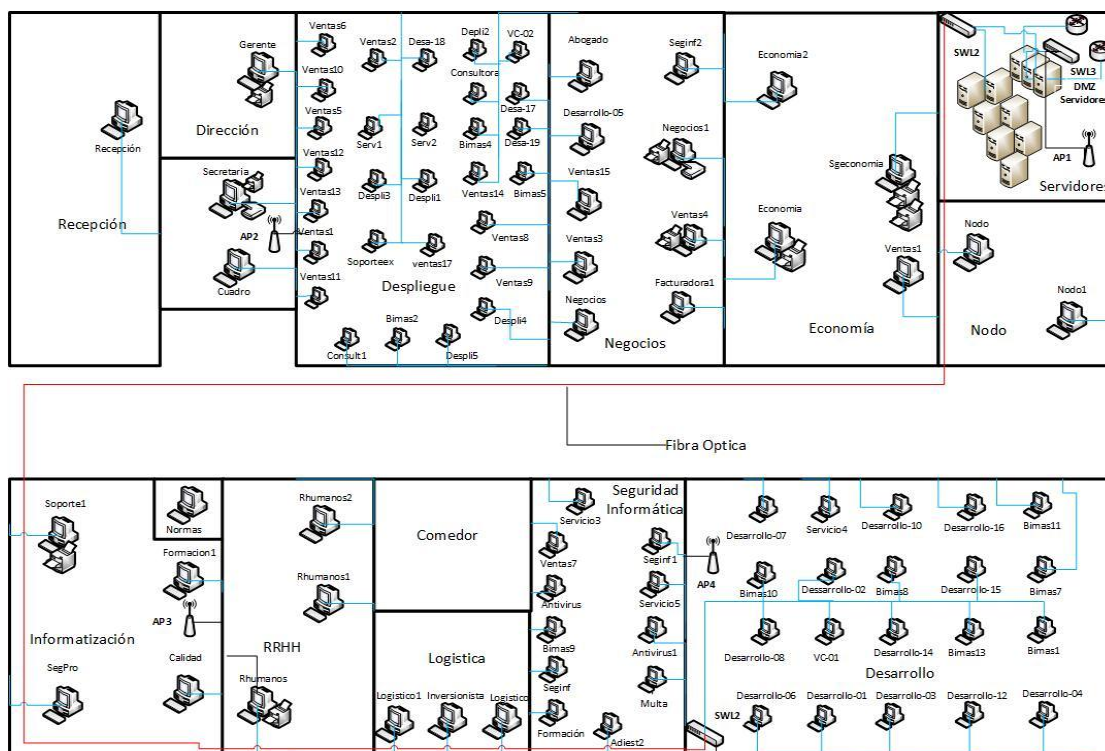 Recepción
Recepción
Gerente
Dirección
Secretaria
AP2
Cuadro
Ventas6
Ventas10
Ventas5
Ventas12
Ventas13
Ventas1
Ventas11
Ventas2
Desa-18
Serv1
Serv2
Despli3
Despli1
Soporteex
ventas17
Despliegue
Depli2
VC-02
Consultora
Desa-17
Bimas4
Desa-19
Ventas14
Bimas5
Ventas8
Ventas9
Despli4
Consult1
Bimas2
Despli5
Abogado
Desarrollo-05
Ventas15
Ventas3
Negocios
Seginf2
Negocios1
Ventas4
Facturadora1
Negocios
Economia2
Economia
Sgeconomia
Ventas1
Economía
SWL2
SWL3
DMZ
Servidores
AP1
Servidores
Nodo
Nodo1
Nodo
Fibra Optica
Soporte1
Normas
Formacion1
AP3
Informatización
SegPro
Calidad
Rhumanos2
Rhumanos1
RRHH
Rhumanos
Comedor
Logistica
Logistico1
Inversionista
Logistico
Seguridad
Informática
Servicio3
Ventas7
Antivirus
Bimas9
Seginf
Formación
Adiest2
Seginf1
Servicio5
Antivirus1
Multa
AP4
SWL2
Desarrollo-07
Servicio4
Desarrollo-10
Desarrollo-16
Bimas11
Bimas10
Dessarrollo-02
Bimas8
Desarrollo-15
Bimas7
Desarrollo-08
VC-01
Desarrollo-14
Bimas13
Bimas1
Desarrollo
Desarrollo-06
Desarrollo-01
Desarrollo-03
Desarrollo-12
Desarrollo-04